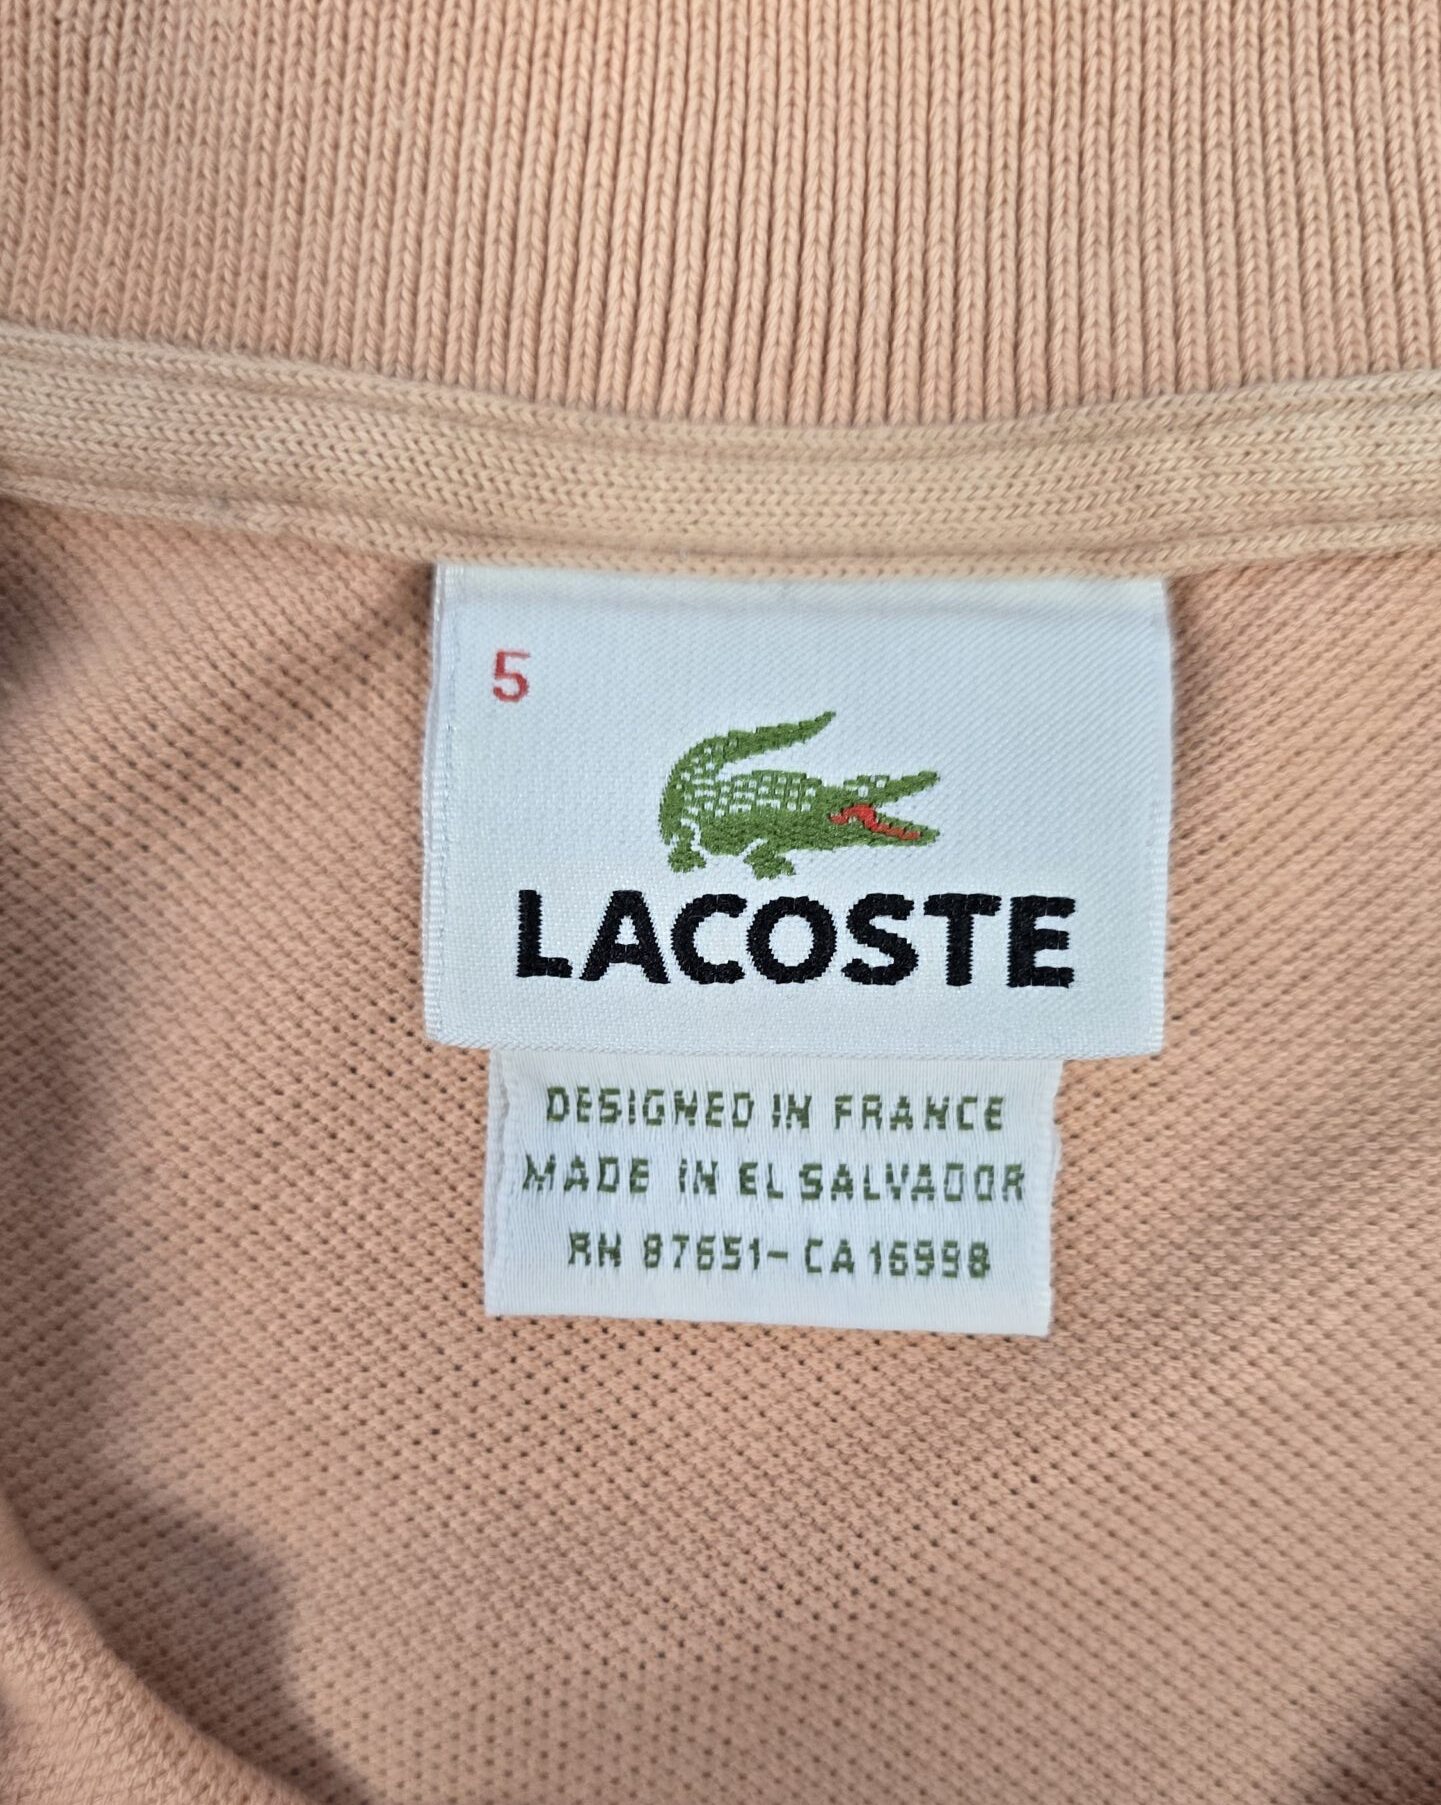 5
LACOSTE
DESIGNED IN FRANCE
MADE IN EL SALVADOR
RN 87651-CA 16998